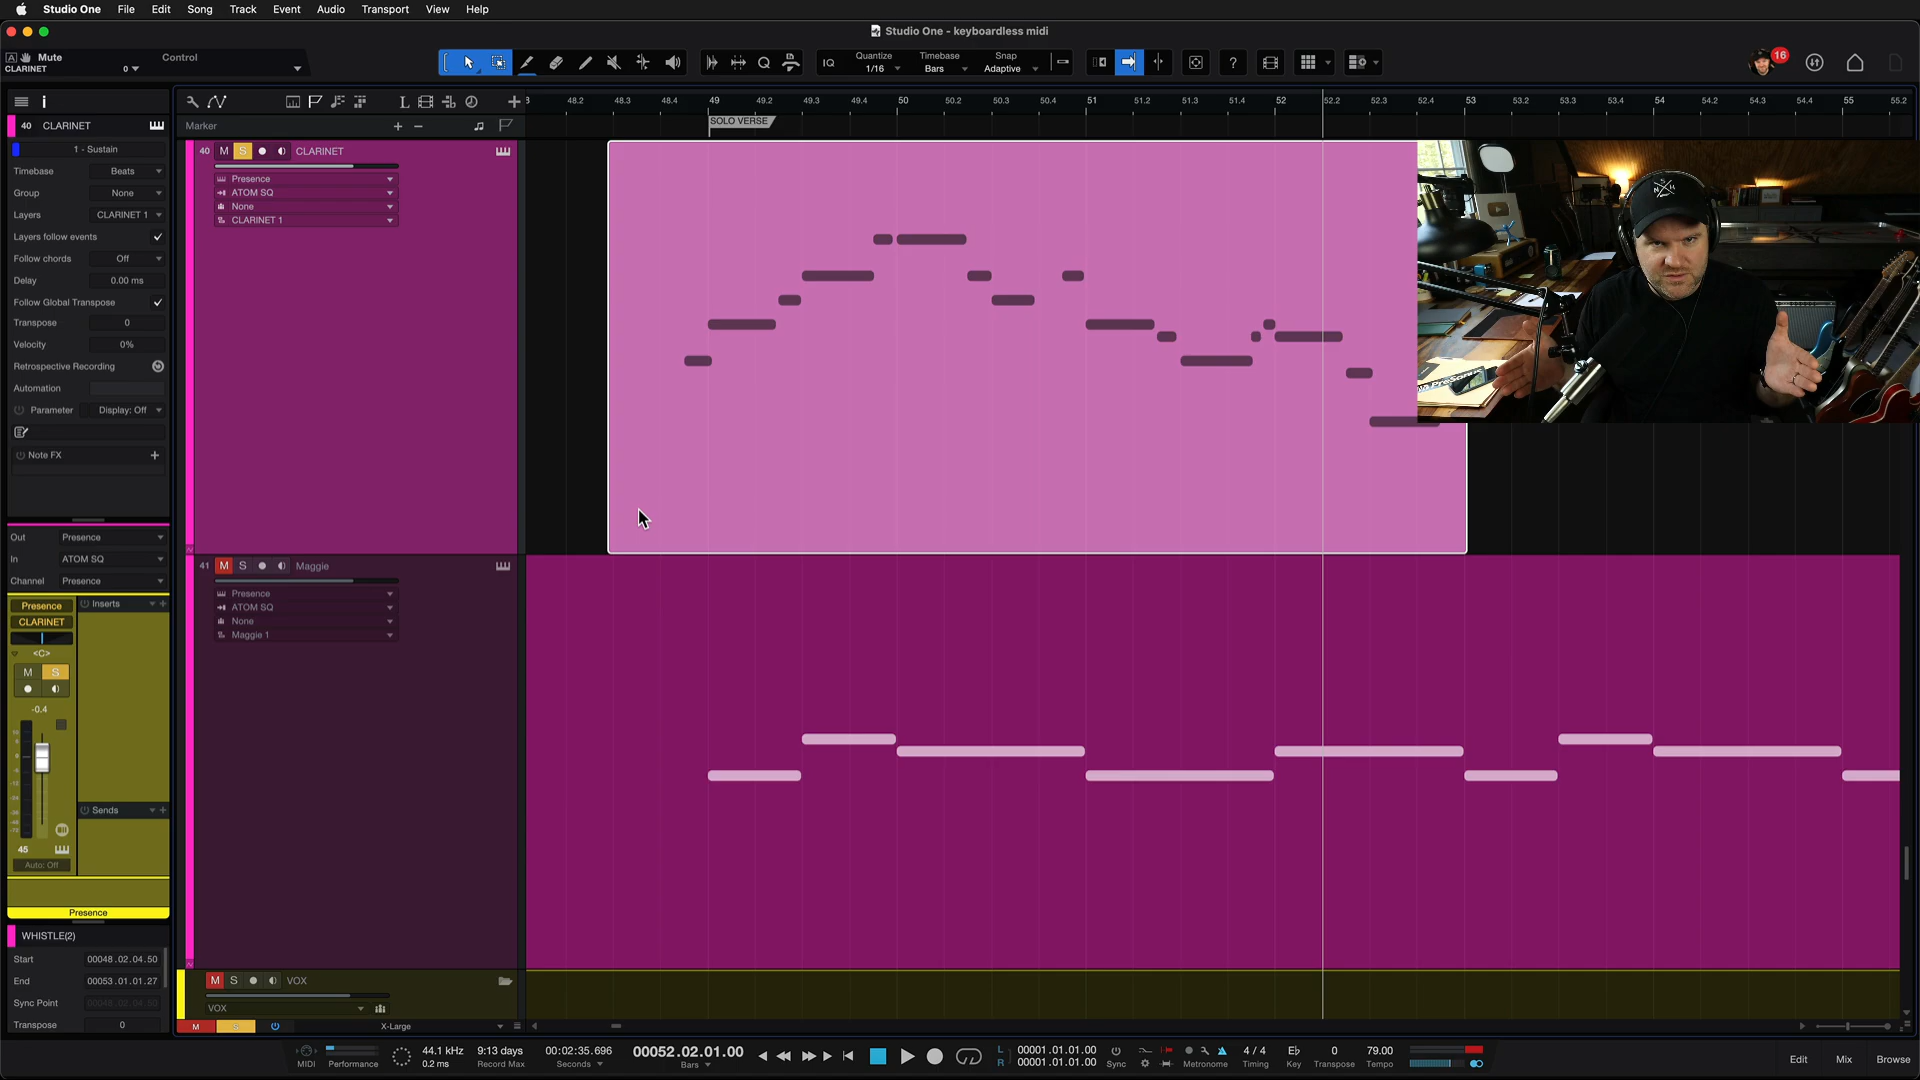 Studio One File Edit Song Track Event Audio Transport View Help
Studio One - keyboardless midi
A Mute
CLARINET 0
Control
IQ
Quantize
1/16
Timebase
Bars
Snap
Adaptive
?
16
48.2 48.3 48.4 49 49.2 49.3 49.4 50 50.2 50.3 50.4 51 51.2 51.3 51.4 52 52.2 52.3 52.4 53 53.2 53.3 53.4 54 54.2 54.3 54.4 55 55.2
Marker
SOLO VERSE
40 CLARINET
1 - Sustain
Timebase Beats
Group None
Layers CLARINET 1
Layers follow events
Follow chords Off
Delay 0.00 ms
Follow Global Transpose
Transpose 0
Velocity 0%
Retrospective Recording
Automation
Parameter Display: Off
Note FX
Out Presence
In ATOM SQ
Channel Presence
Presence
CLARINET
Inserts
<C>
M S
-0.4
Sends
45
Auto: Off
Presence
WHISTLE(2)
Start 00048.02.04.50
End 00053.01.01.27
Sync Point 00048.02.04.50
Transpose 0
40 M S CLARINET
Presence
ATOM SQ
None
CLARINET 1
41 M S Maggie
Presence
ATOM SQ
None
Maggie 1
M S VOX
VOX
M S X-Large
MIDI
Performance
44.1 kHz
0.2 ms
9:13 days
Record Max
00:02:35.696
Seconds
00052.02.01.00
Bars
L 00001.01.01.00
R 00001.01.01.00
Sync
Metronome
4 / 4
Timing
E♭
Key
0
Transpose
79.00
Tempo
Edit Mix Browse